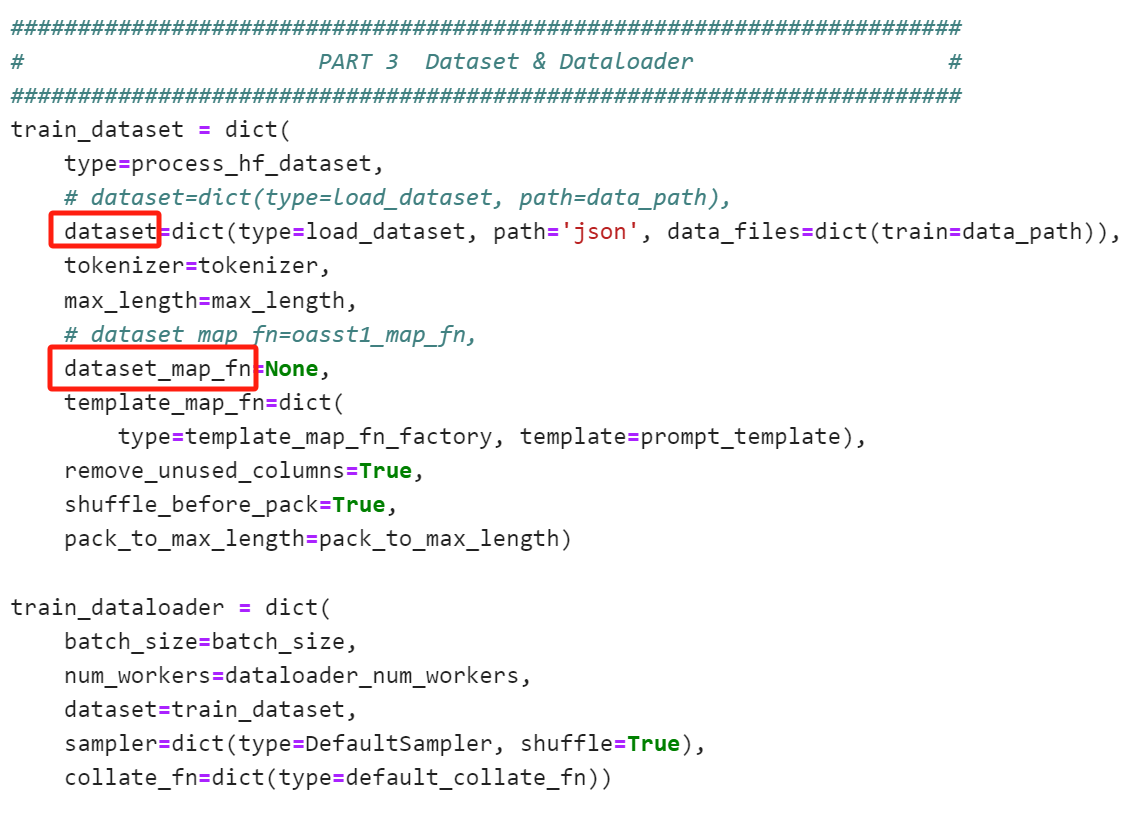 #######################################################################
#                      PART 3  Dataset & Dataloader                   #
#######################################################################
train_dataset = dict(
    type=process_hf_dataset,
    # dataset=dict(type=load_dataset, path=data_path),
    dataset=dict(type=load_dataset, path='json', data_files=dict(train=data_path)),
    tokenizer=tokenizer,
    max_length=max_length,
    # dataset_map_fn=oasst1_map_fn,
    dataset_map_fn=None,
    template_map_fn=dict(
        type=template_map_fn_factory, template=prompt_template),
    remove_unused_columns=True,
    shuffle_before_pack=True,
    pack_to_max_length=pack_to_max_length)

train_dataloader = dict(
    batch_size=batch_size,
    num_workers=dataloader_num_workers,
    dataset=train_dataset,
    sampler=dict(type=DefaultSampler, shuffle=True),
    collate_fn=dict(type=default_collate_fn))